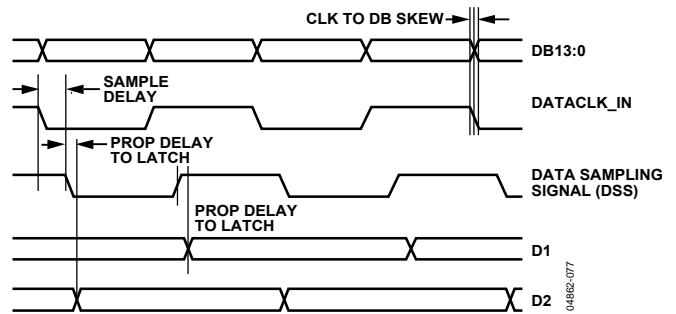 CLK TO DB SKEW
DB13:0
SAMPLE
DELAY
DATACLK_IN
PROP DELAY
TO LATCH
DATA SAMPLING
SIGNAL (DSS)
PROP DELAY
TO LATCH
D1
D2
04862-077